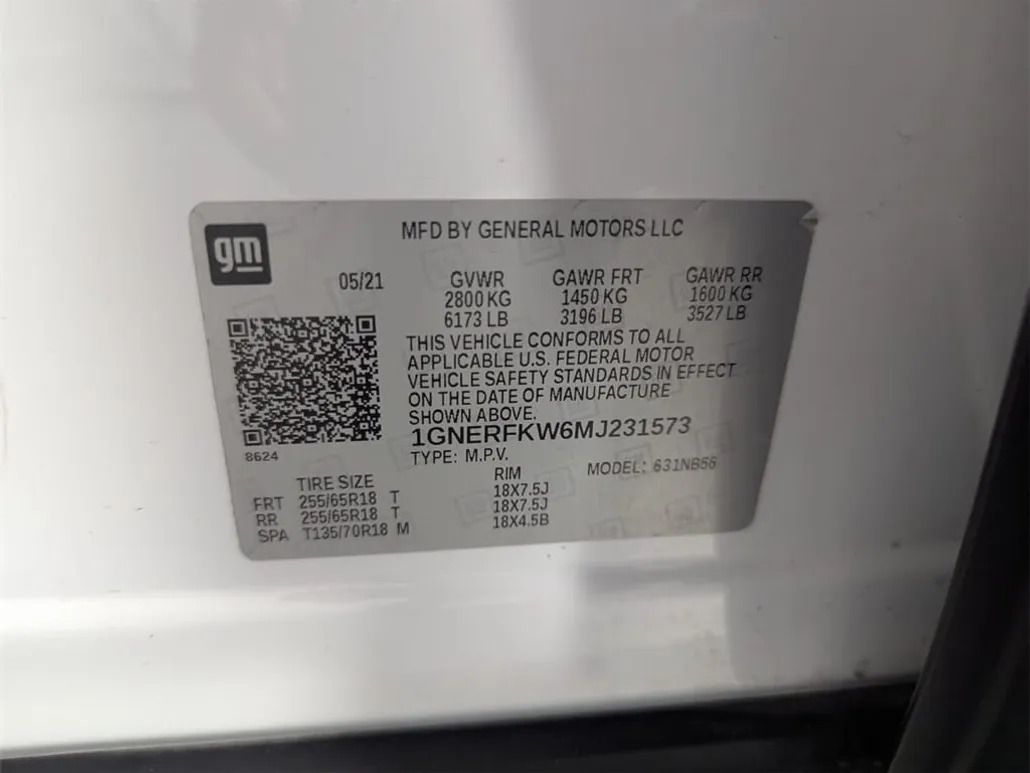 gm
MFD BY GENERAL MOTORS LLC
05/21 GVWR GAWR FRT GAWR RR
2800 KG 1450 KG 1600 KG
6173 LB 3196 LB 3527 LB
THIS VEHICLE CONFORMS TO ALL
APPLICABLE U.S. FEDERAL MOTOR
VEHICLE SAFETY STANDARDS IN EFFECT
ON THE DATE OF MANUFACTURE
SHOWN ABOVE.
1GNERFKW6MJ231573
8624
TYPE: M.P.V. MODEL: 631NB56
TIRE SIZE RIM
FRT 255/65R18 T 18X7.5J
RR 255/65R18 T 18X7.5J
SPA T135/70R18 M 18X4.5B